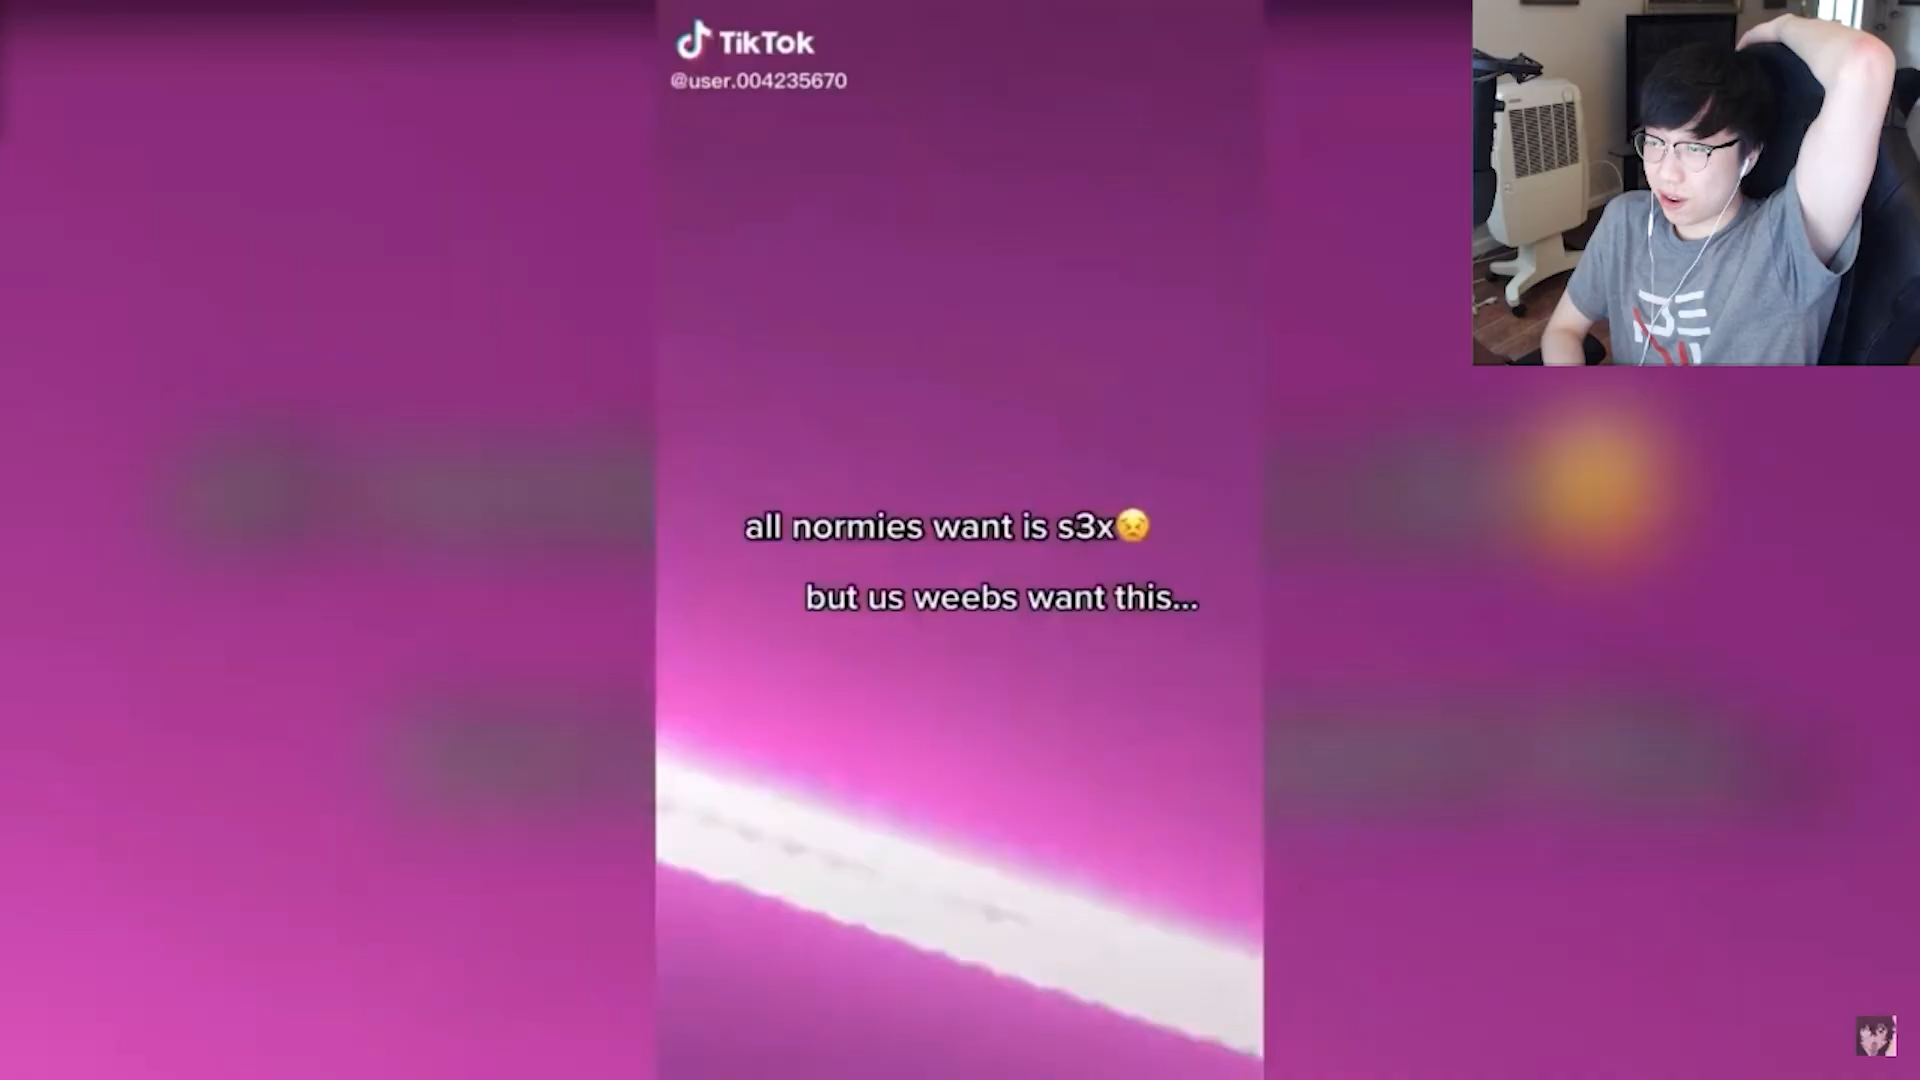 TikTok
@user.004235670
all normies want is s3x😣
but us weebs want this...